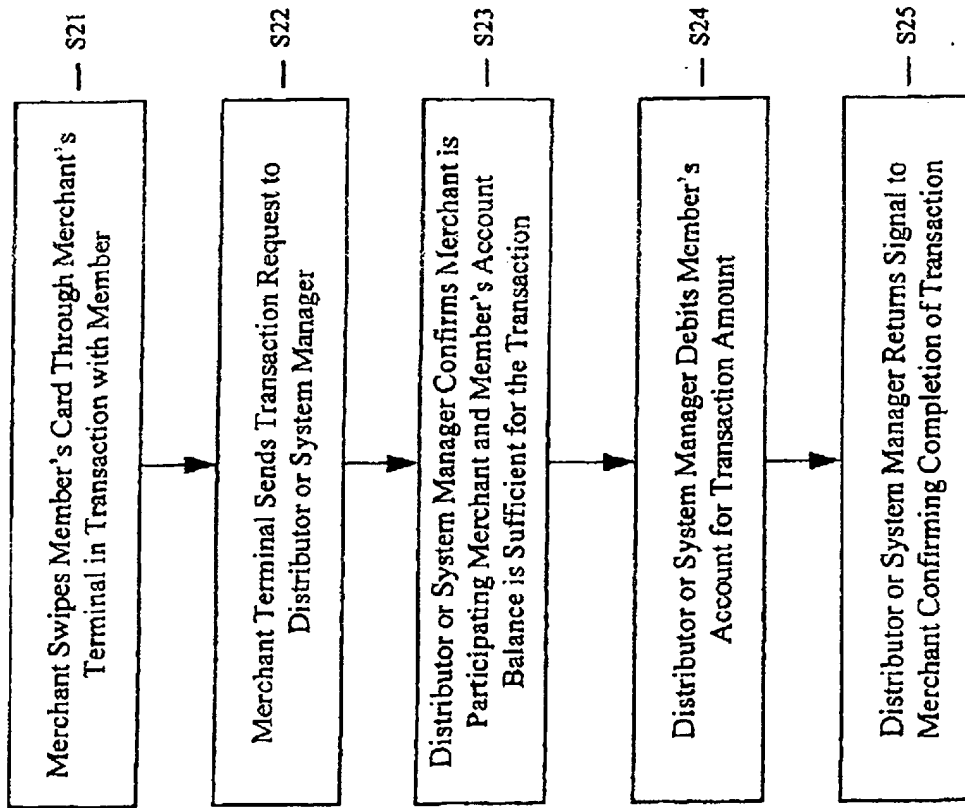 Merchant Swipes Member's Card Through Merchant's
Terminal in Transaction with Member
S21
Merchant Terminal Sends Transaction Request to
Distributor or System Manager
S22
Distributor or System Manager Confirms Merchant is
Participating Merchant and Member's Account
Balance is Sufficient for the Transaction
S23
Distributor or System Manager Debits Member's
Account for Transaction Amount
S24
Distributor or System Manager Returns Signal to
Merchant Confirming Completion of Transaction
S25